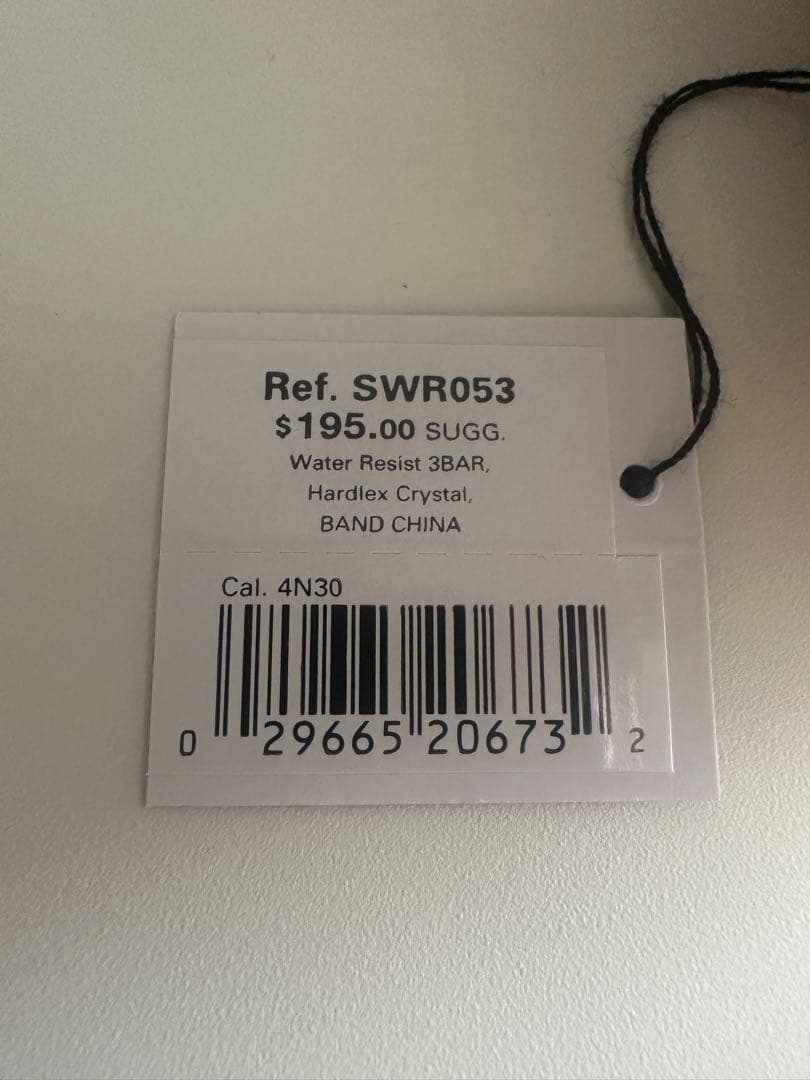 Ref. SWR053
$195.00 SUGG.
Water Resist 3BAR,
Hardlex Crystal,
BAND CHINA
Cal. 4N30
0 29665 20673 2